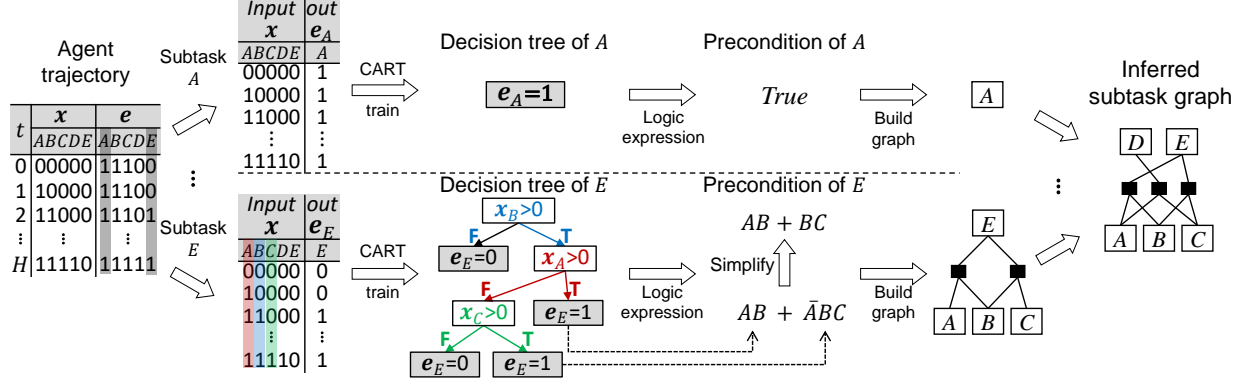 Agent
trajectory
t x e
ABCDE ABCDE
0 00000 11100
1 10000 11100
2 11000 11101
⋮ ⋮ ⋮
H 11110 11111
Subtask
A
⋮
Subtask
E
Input out
x e_A
ABCDE A
00000 1
10000 1
11000 1
⋮ ⋮
11110 1
CART
train
Decision tree of A
e_A=1
Logic
expression
Precondition of A
True
Build
graph
A
Input out
x e_E
ABCDE E
00000 0
10000 0
11000 1
⋮ ⋮
11110 1
CART
train
Decision tree of E
x_B>0
F T
e_E=0 x_A>0
F T
x_C>0 e_E=1
F T
e_E=0 e_E=1
Logic
expression
Precondition of E
AB + BC
Simplify
AB + ĀBC
Build
graph
E
A B C
⋮
Inferred
subtask graph
D E
A B C